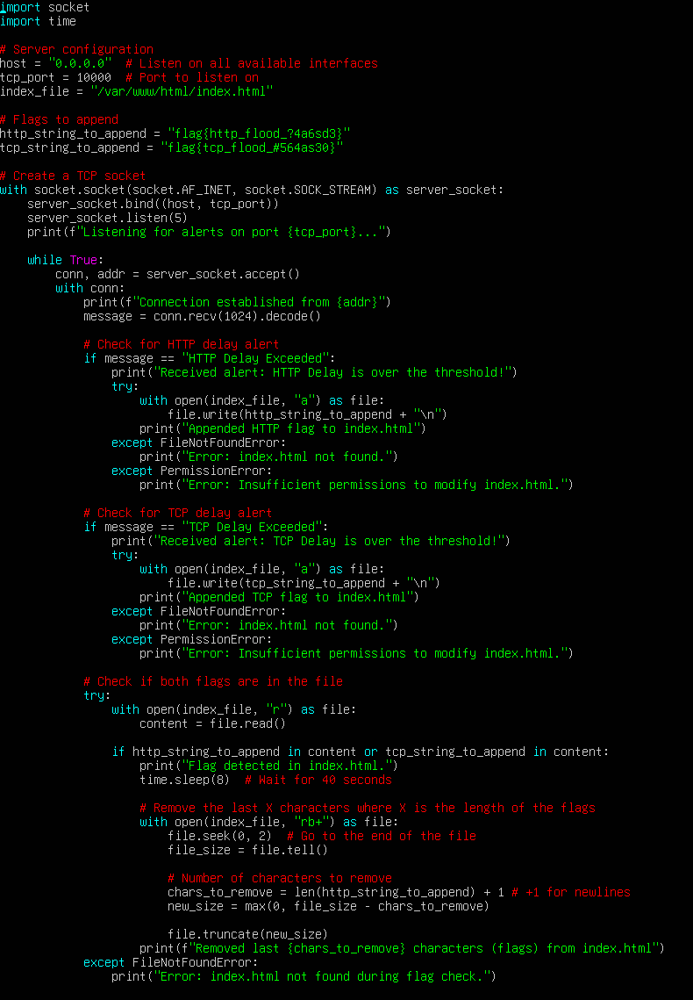 import socket
import time

# Server configuration
host = "0.0.0.0"  # Listen on all available interfaces
tcp_port = 10000  # Port to listen on
index_file = "/var/www/html/index.html"

# Flags to append
http_string_to_append = "flag{http_flood_?4a6sd3}"
tcp_string_to_append = "flag{tcp_flood_#564as30}"

# Create a TCP socket
with socket.socket(socket.AF_INET, socket.SOCK_STREAM) as server_socket:
    server_socket.bind((host, tcp_port))
    server_socket.listen(5)
    print(f"Listening for alerts on port {tcp_port}...")

    while True:
        conn, addr = server_socket.accept()
        with conn:
            print(f"Connection established from {addr}")
            message = conn.recv(1024).decode()

            # Check for HTTP delay alert
            if message == "HTTP Delay Exceeded":
                print("Received alert: HTTP Delay is over the threshold!")
                try:
                    with open(index_file, "a") as file:
                        file.write(http_string_to_append + "\n")
                    print("Appended HTTP flag to index.html")
                except FileNotFoundError:
                    print("Error: index.html not found.")
                except PermissionError:
                    print("Error: Insufficient permissions to modify index.html.")

            # Check for TCP delay alert
            if message == "TCP Delay Exceeded":
                print("Received alert: TCP Delay is over the threshold!")
                try:
                    with open(index_file, "a") as file:
                        file.write(tcp_string_to_append + "\n")
                    print("Appended TCP flag to index.html")
                except FileNotFoundError:
                    print("Error: index.html not found.")
                except PermissionError:
                    print("Error: Insufficient permissions to modify index.html.")

            # Check if both flags are in the file
            try:
                with open(index_file, "r") as file:
                    content = file.read()

                if http_string_to_append in content or tcp_string_to_append in content:
                    print("Flag detected in index.html.")
                    time.sleep(8)  # Wait for 40 seconds

                    # Remove the last X characters where X is the length of the flags
                    with open(index_file, "rb+") as file:
                        file.seek(0, 2)  # Go to the end of the file
                        file_size = file.tell()

                        # Number of characters to remove
                        chars_to_remove = len(http_string_to_append) + 1 # +1 for newlines
                        new_size = max(0, file_size - chars_to_remove)

                        file.truncate(new_size)
                    print(f"Removed last {chars_to_remove} characters (flags) from index.html")
            except FileNotFoundError:
                print("Error: index.html not found during flag check.")